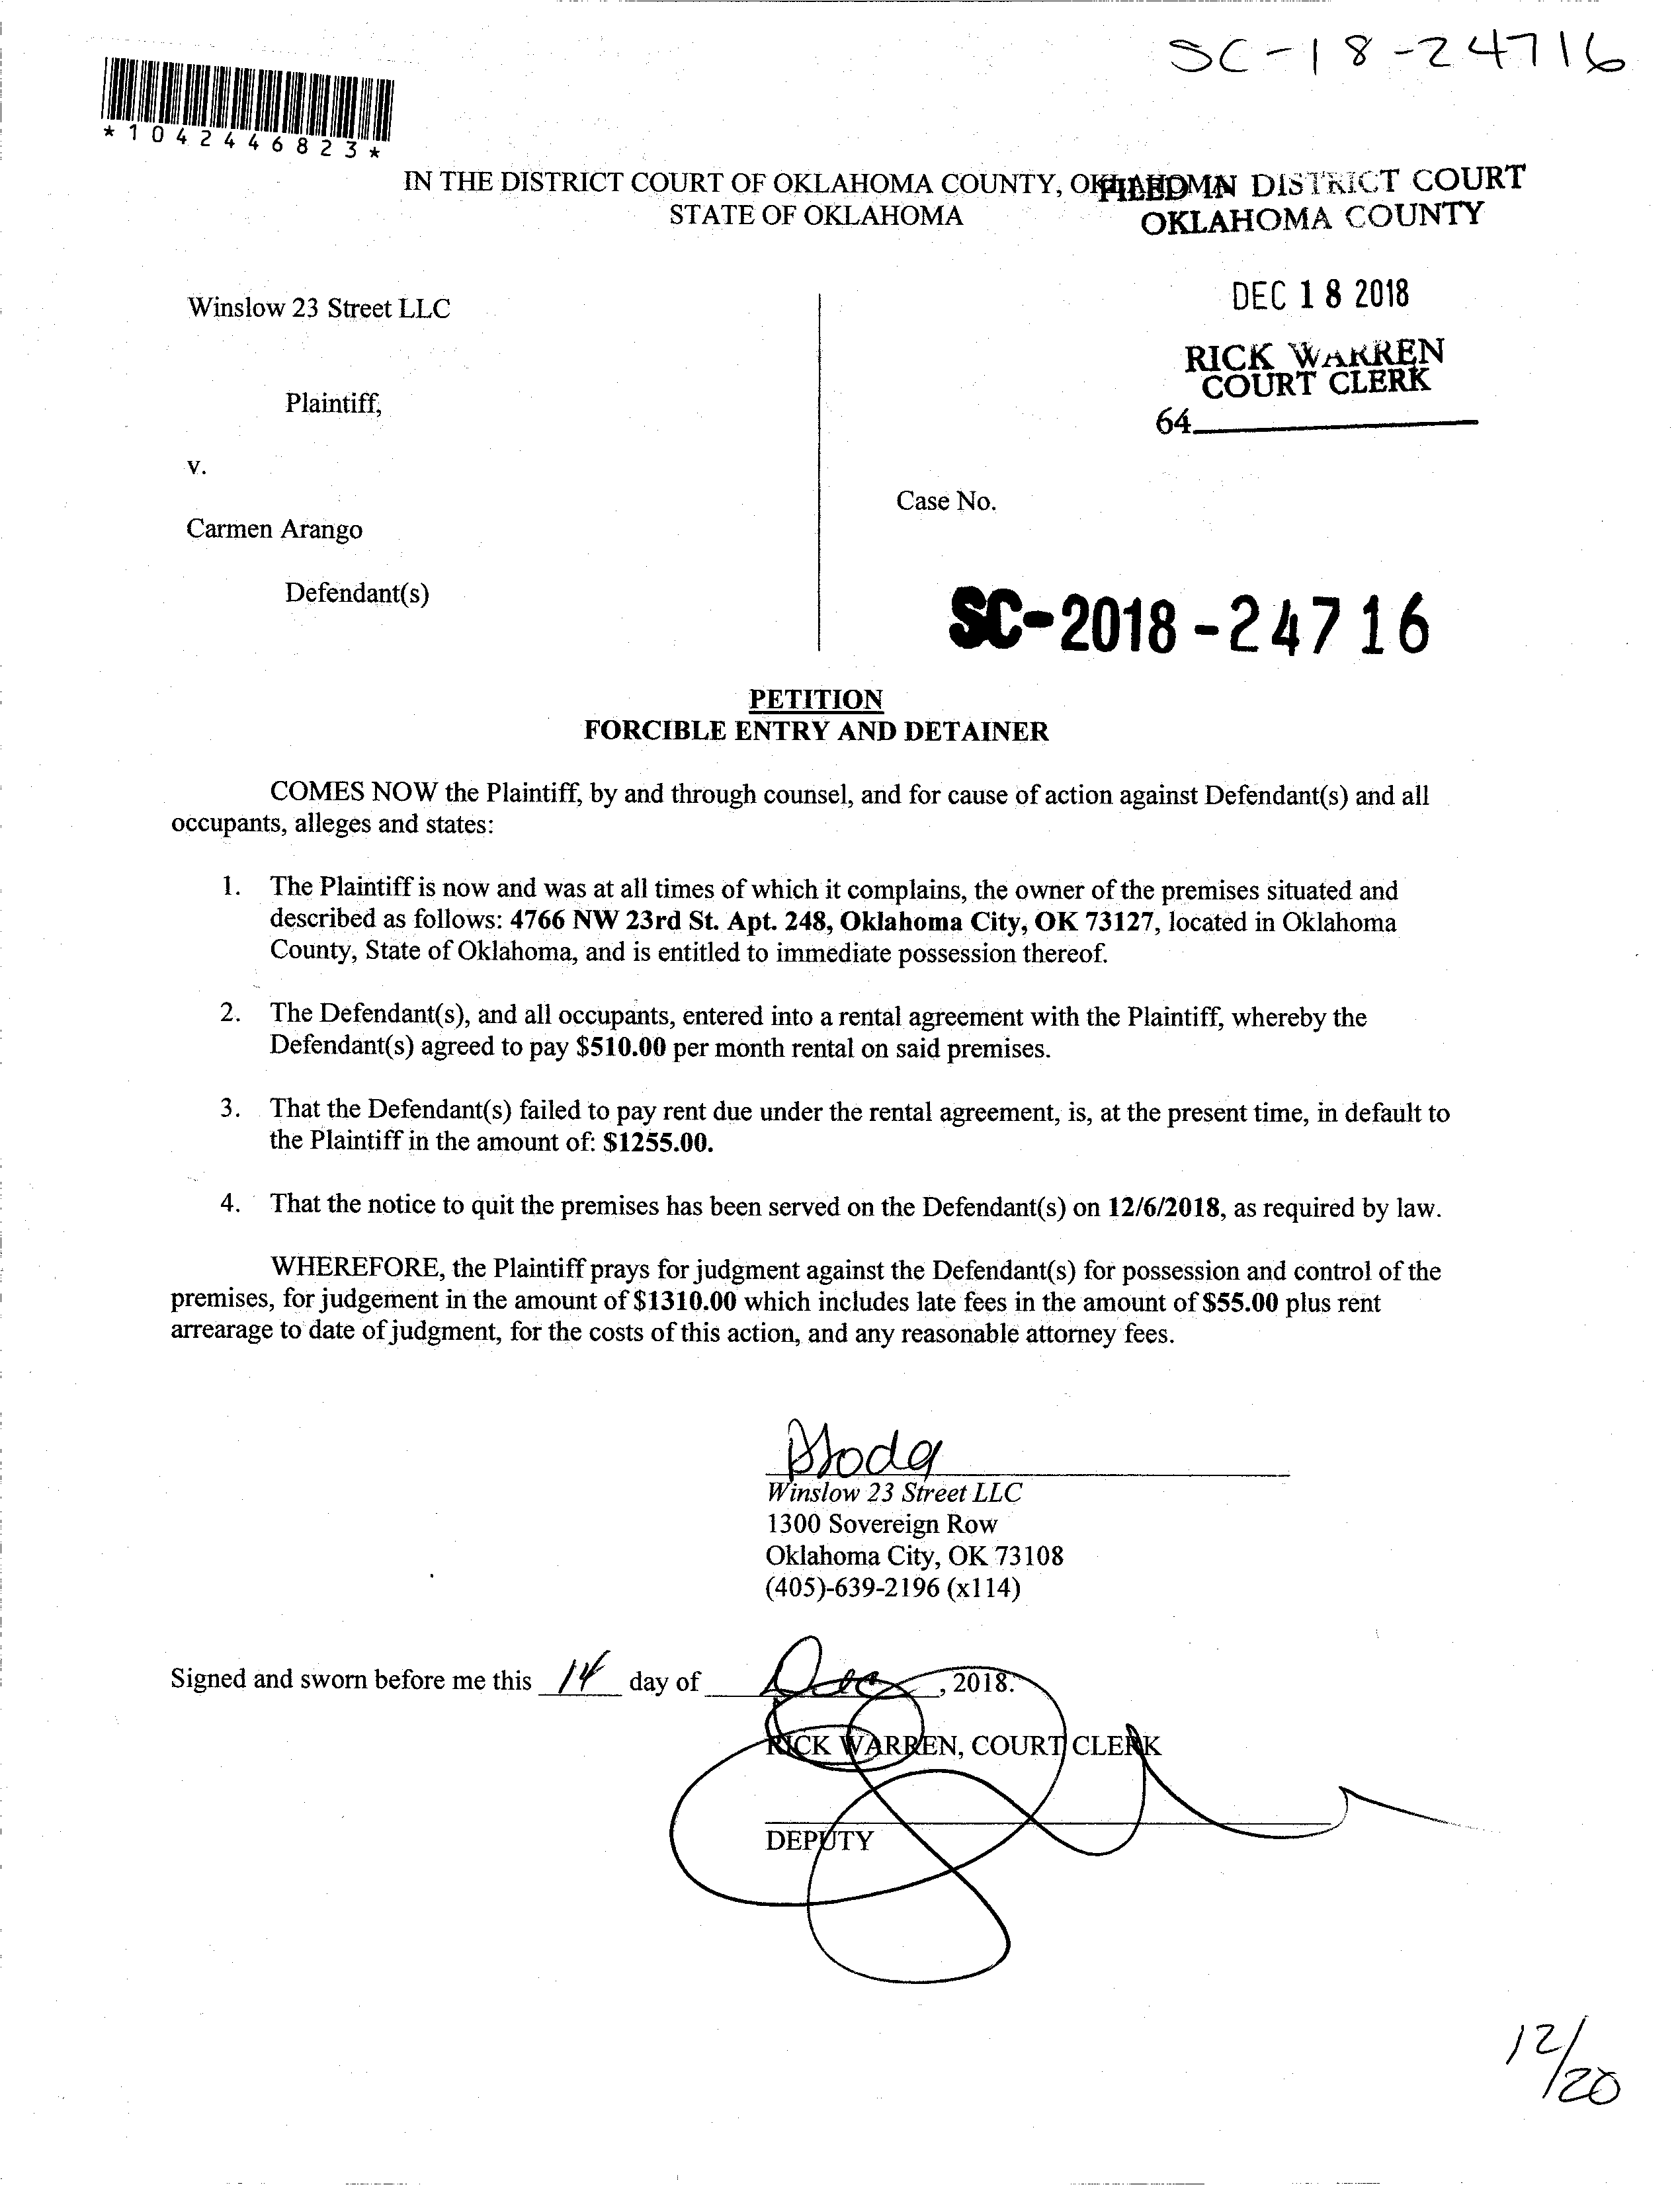 SC-18-24716
*1042446823*
IN THE DISTRICT COURT OF OKLAHOMA COUNTY,
STATE OF OKLAHOMA
FILED IN DISTRICT COURT
OKLAHOMA COUNTY
DEC 18 2018
RICK WARREN
COURT CLERK
64
Winslow 23 Street LLC
Plaintiff,
v.
Case No.
Carmen Arango
Defendant(s)
SC-2018-24716
PETITION
FORCIBLE ENTRY AND DETAINER
COMES NOW the Plaintiff, by and through counsel, and for cause of action against Defendant(s) and all
occupants, alleges and states:
1. The Plaintiff is now and was at all times of which it complains, the owner of the premises situated and
described as follows: 4766 NW 23rd St. Apt. 248, Oklahoma City, OK 73127, located in Oklahoma
County, State of Oklahoma, and is entitled to immediate possession thereof.
2. The Defendant(s), and all occupants, entered into a rental agreement with the Plaintiff, whereby the
Defendant(s) agreed to pay $510.00 per month rental on said premises.
3. That the Defendant(s) failed to pay rent due under the rental agreement, is, at the present time, in default to
the Plaintiff in the amount of: $1255.00.
4. That the notice to quit the premises has been served on the Defendant(s) on 12/6/2018, as required by law.
WHEREFORE, the Plaintiff prays for judgment against the Defendant(s) for possession and control of the
premises, for judgement in the amount of $1310.00 which includes late fees in the amount of $55.00 plus rent
arrearage to date of judgment, for the costs of this action, and any reasonable attorney fees.
Winslow 23 Street LLC
1300 Sovereign Row
Oklahoma City, OK 73108
(405)-639-2196 (x114)
Signed and sworn before me this 14 day of Dec, 2018.
RICK WARREN, COURT CLERK
DEPUTY
12/20